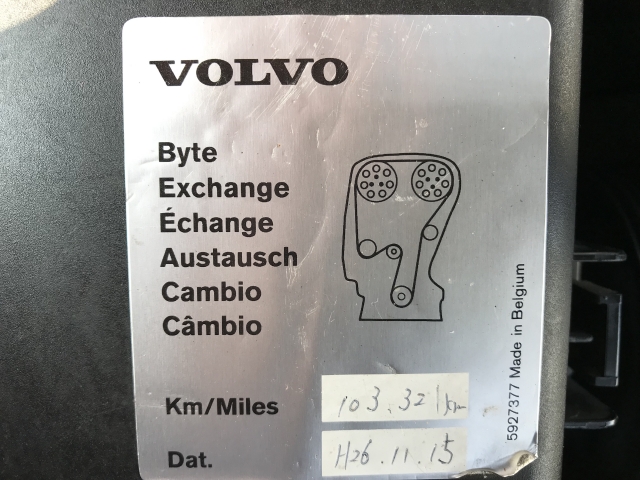 VOLVO
Byte
Exchange
Échange
Austausch
Cambio
Câmbio
Km/Miles 103.321km
Dat. H26.11.15
5927377 Made in Belgium